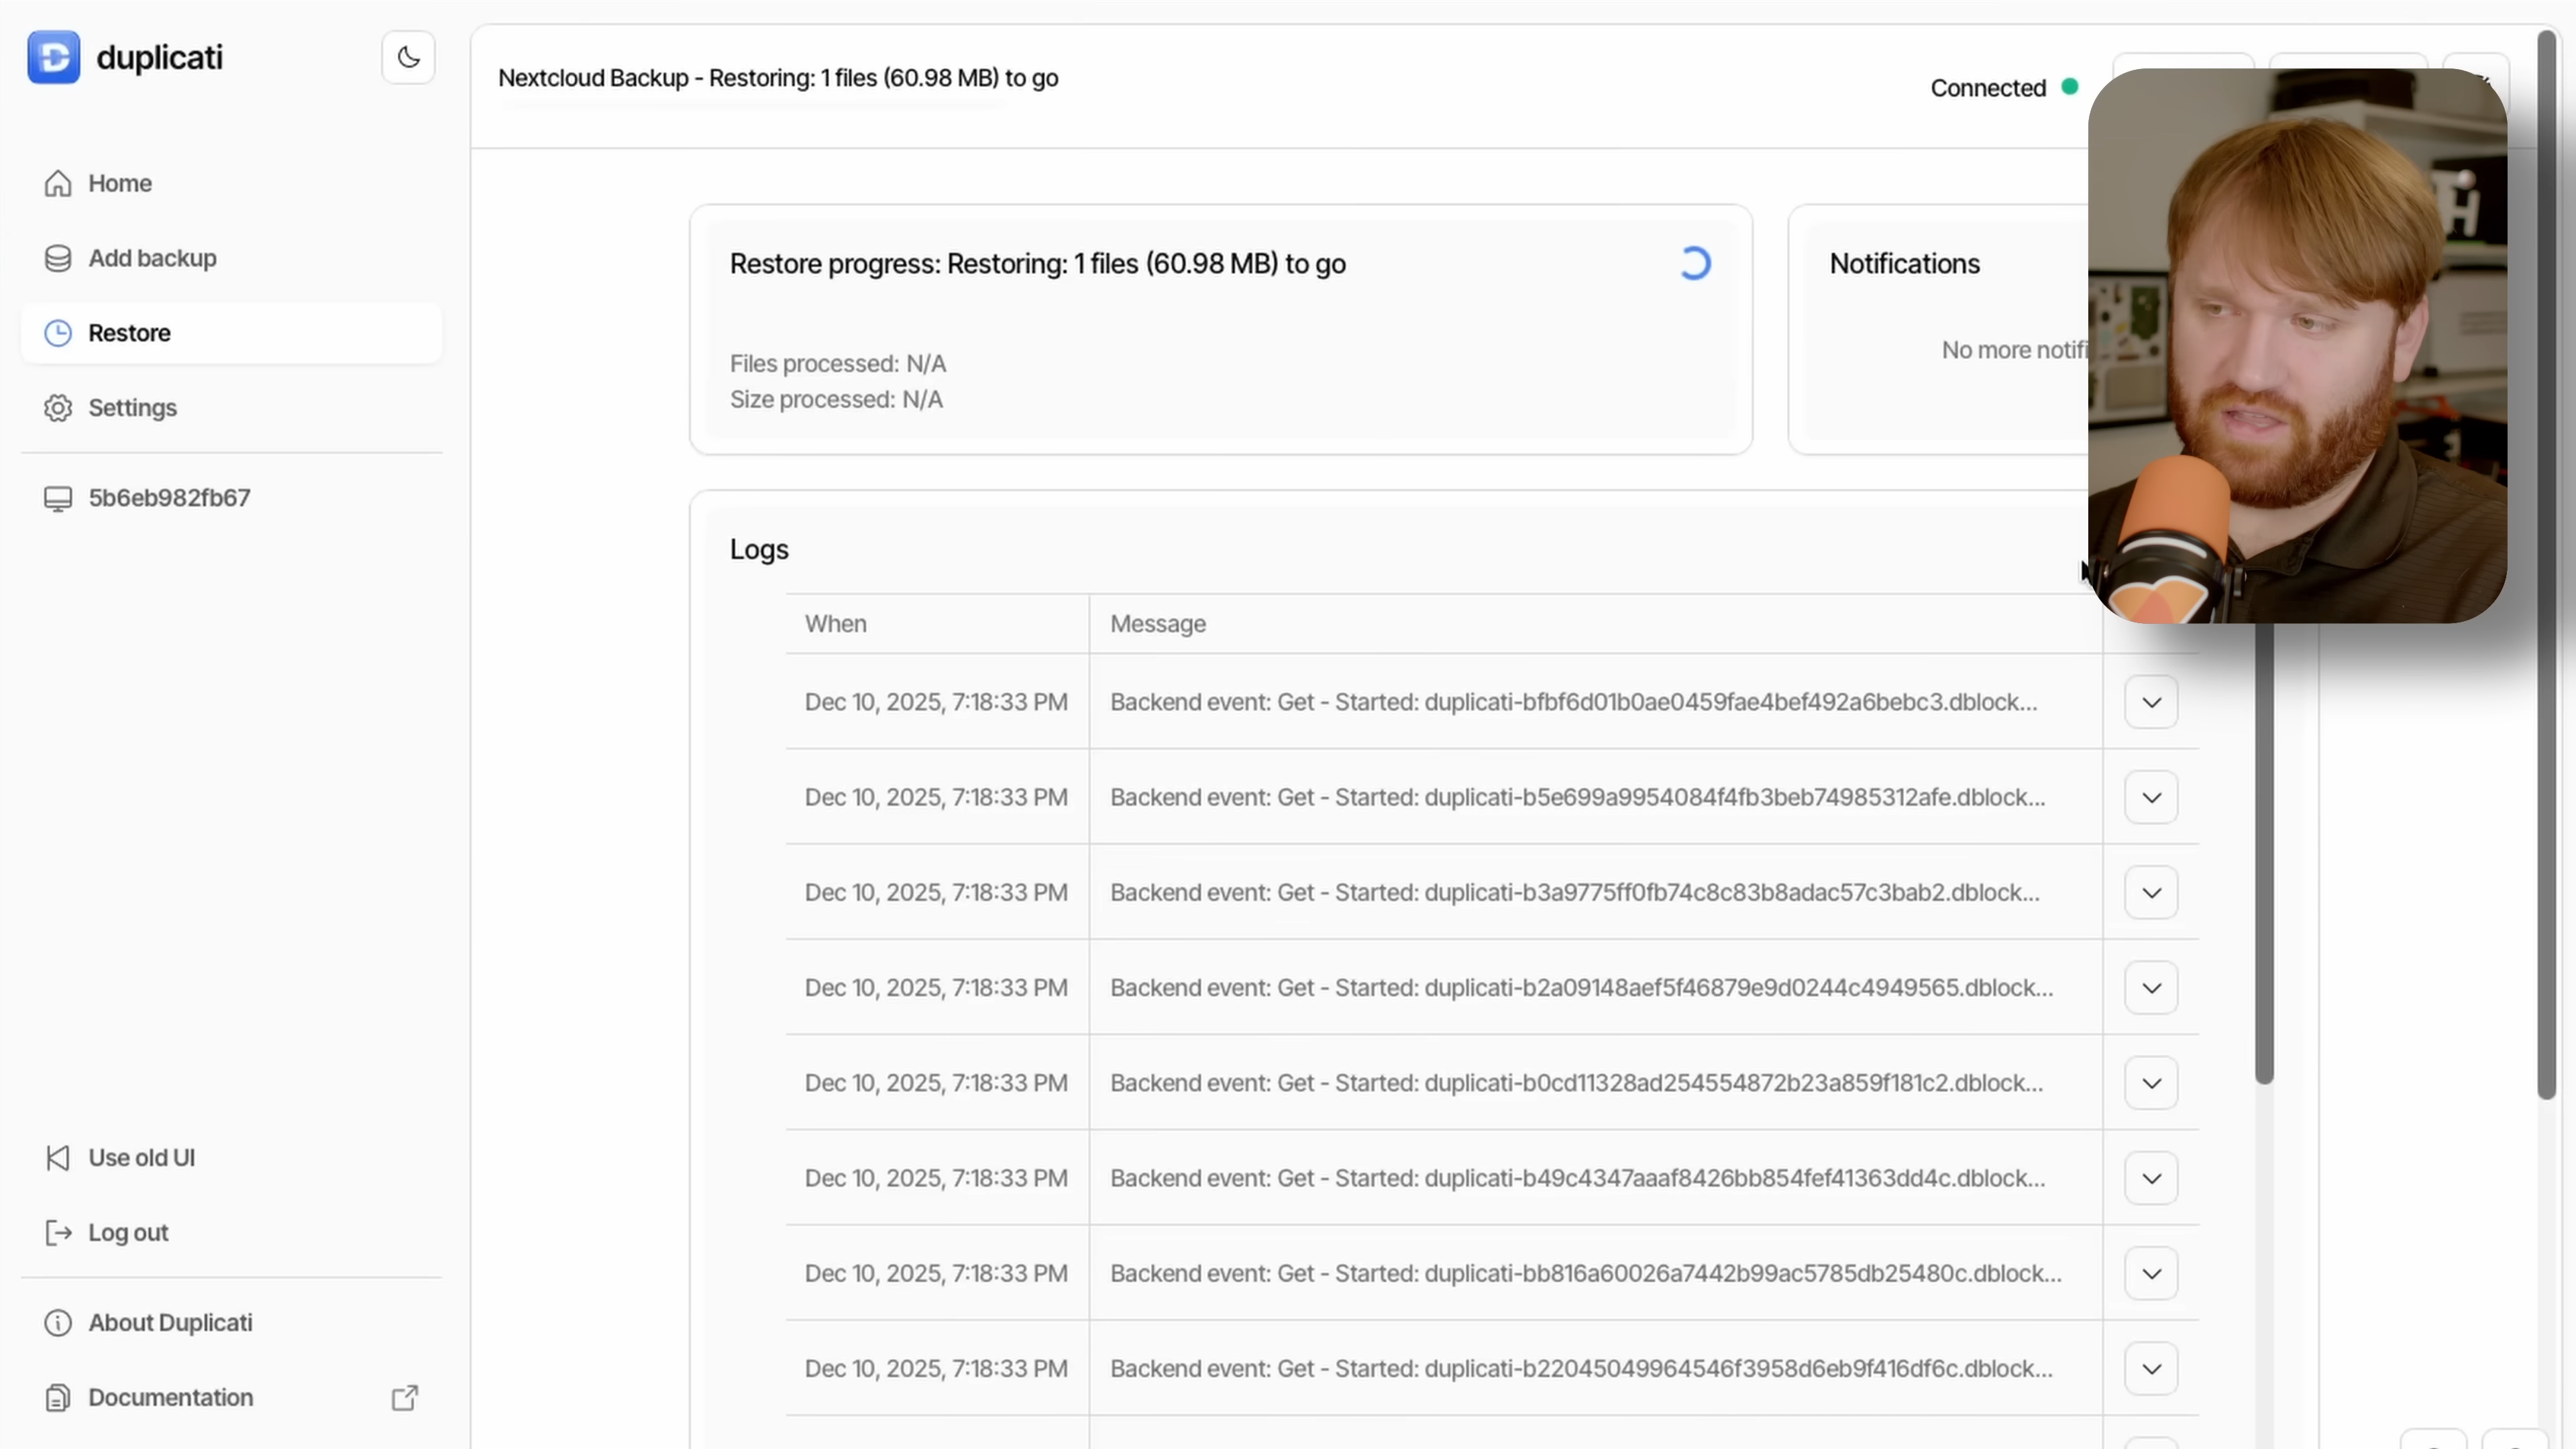 duplicati
Nextcloud Backup - Restoring: 1 files (60.98 MB) to go
Connected
Home
Add backup
Restore
Settings
5b6eb982fb67
Restore progress: Restoring: 1 files (60.98 MB) to go
Files processed: N/A
Size processed: N/A
Notifications
No more
Logs
When Message
Dec 10, 2025, 7:18:33 PM Backend event: Get - Started: duplicati-bfbf6d01b0ae0459fae4bef492a6bebc3.dblock...
Dec 10, 2025, 7:18:33 PM Backend event: Get - Started: duplicati-b5e699a9954084f4fb3beb74985312afe.dblock...
Dec 10, 2025, 7:18:33 PM Backend event: Get - Started: duplicati-b3a9775ff0fb74c8c83b8adac57c3bab2.dblock...
Dec 10, 2025, 7:18:33 PM Backend event: Get - Started: duplicati-b2a09148aef5f46879e9d0244c4949565.dblock...
Dec 10, 2025, 7:18:33 PM Backend event: Get - Started: duplicati-b0cd11328ad254554872b23a859f181c2.dblock...
Dec 10, 2025, 7:18:33 PM Backend event: Get - Started: duplicati-b49c4347aaaf8426bb854fef41363dd4c.dblock...
Dec 10, 2025, 7:18:33 PM Backend event: Get - Started: duplicati-bb816a60026a7442b99ac5785db25480c.dblock...
Dec 10, 2025, 7:18:33 PM Backend event: Get - Started: duplicati-b22045049964546f3958d6eb9f416df6c.dblock...
Use old UI
Log out
About Duplicati
Documentation